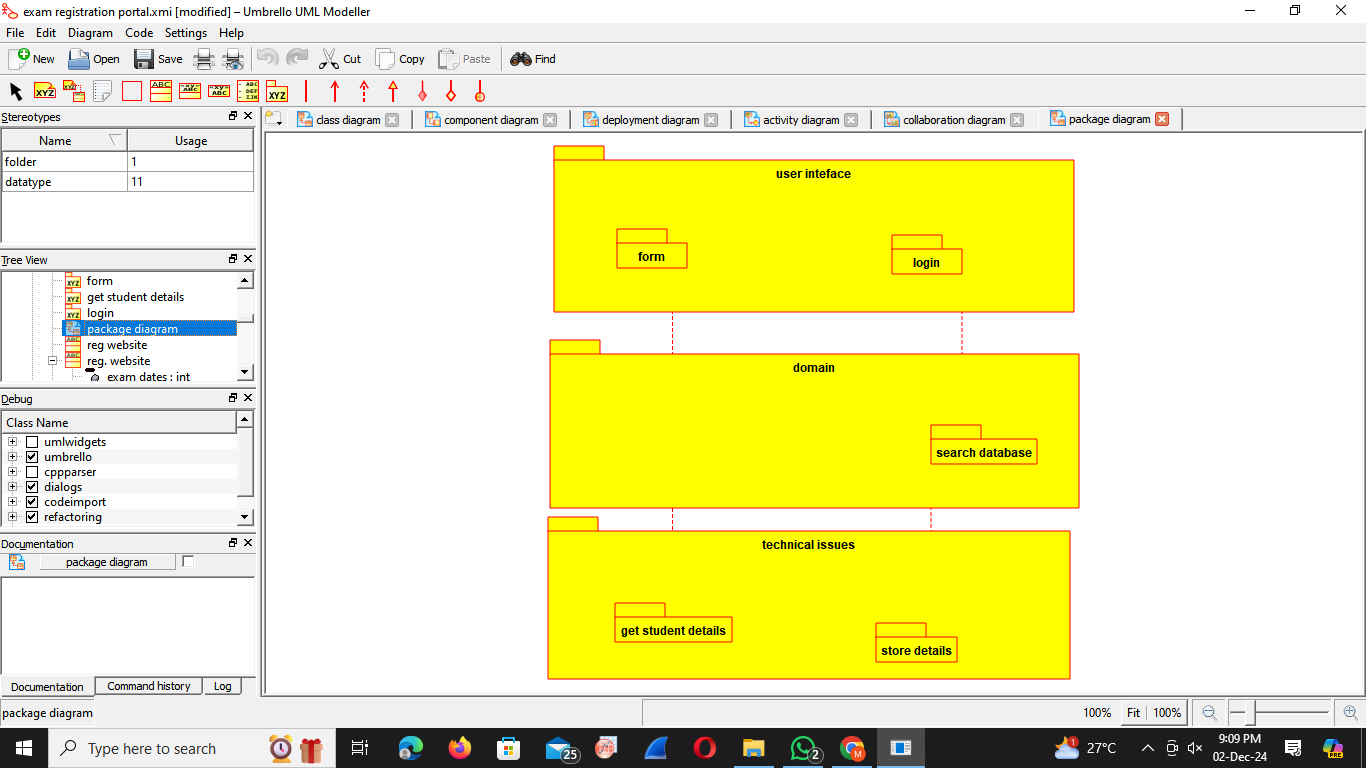 exam registration portal.xmi [modified] – Umbrello UML Modeller
File Edit Diagram Code Settings Help
New Open Save Cut Copy Paste Find
XYZ XYZ ABC -xy= ABC -xy= ABC - ABC - DEF - IJK XYZ
Stereotypes
class diagram component diagram deployment diagram activity diagram collaboration diagram package diagram
Name Usage
folder 1
datatype 11
Tree View
form
get student details
login
package diagram
reg website
reg. website
exam dates : int
Debug
Class Name
umlwidgets
umbrello
cppparser
dialogs
codeimport
refactoring
Documentation
package diagram
Documentation Command history Log
user inteface
form
login
domain
search database
technical issues
get student details
store details
package diagram 100% Fit 100%
Type here to search 25 2 M 1 27°C 9:09 PM PRE
02-Dec-24